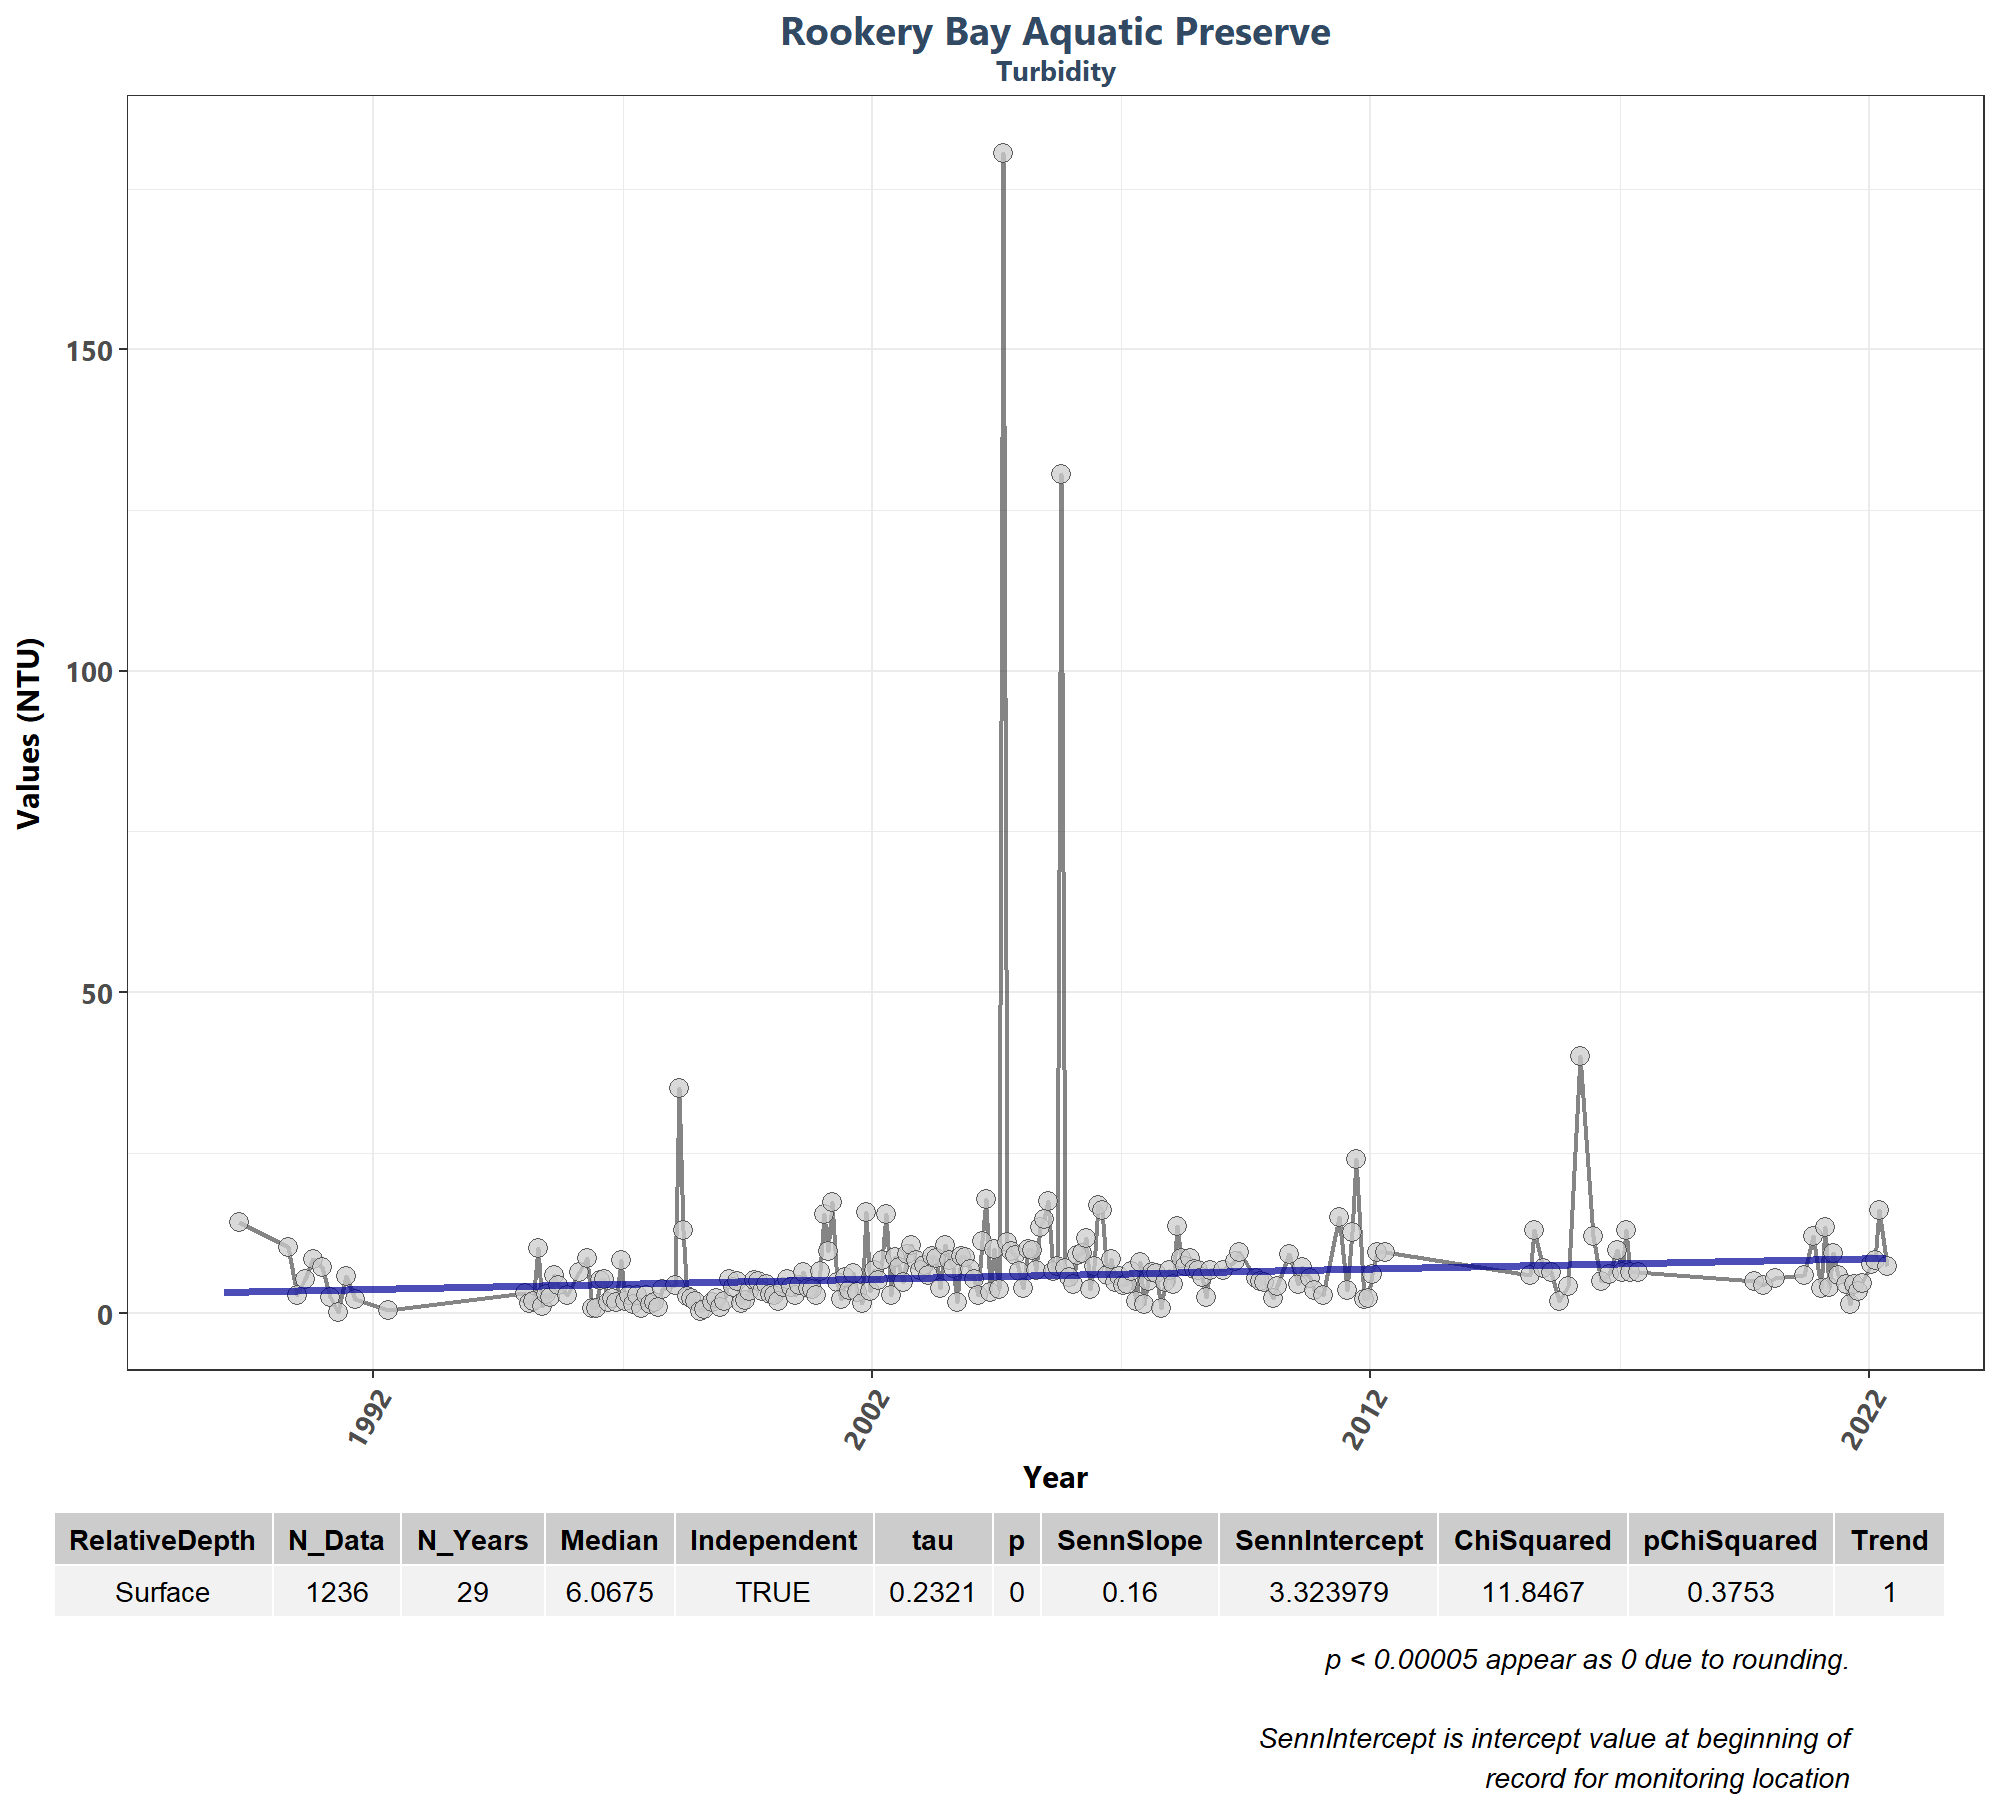 Rookery Bay Aquatic Preserve
Turbidity
Values (NTU)
150
100
50
0
1992 2002 2012 2022
Year
RelativeDepth N_Data N_Years Median Independent tau p SennSlope SennIntercept ChiSquared pChiSquared Trend
Surface 1236 29 6.0675 TRUE 0.2321 0 0.16 3.323979 11.8467 0.3753 1
p < 0.00005 appear as 0 due to rounding.
SennIntercept is intercept value at beginning of
record for monitoring location